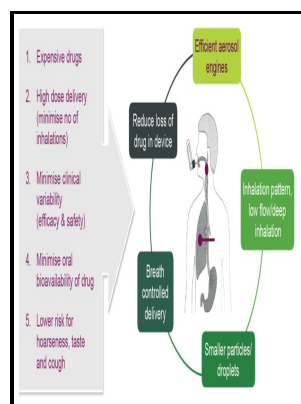 1. Expensive drugs
2. High dose delivery
(minimise no of
inhalations)
3. Minimise clinical
variability
(efficacy & safety)
4. Minimise oral
bioavailability of drug
5. Lower risk for
hoarseness, taste
and cough
Efficient aerosol
engines
Reduce loss of
drug in device
Inhalation pattern,
low flow/deep
inhalation
Breath
controlled
delivery
Smaller particles/
droplets